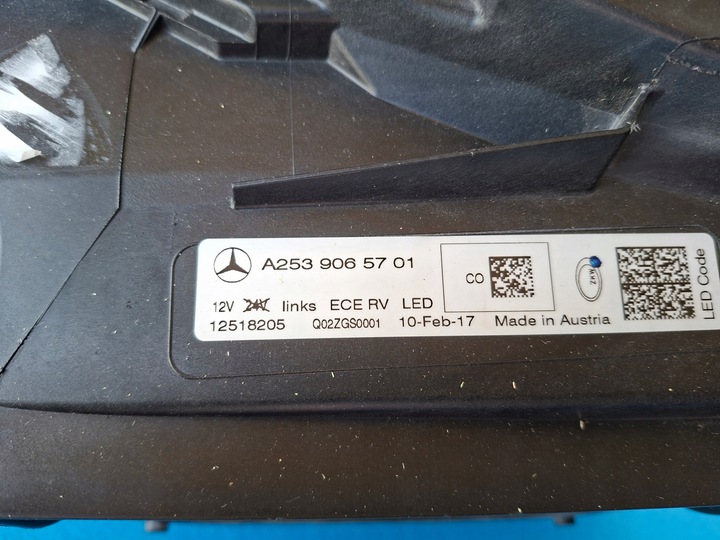 A253 906 57 01
CO
ZKW
LED Code
12V 24V links ECE RV LED
12518205 Q02ZGS0001 10-Feb-17 Made in Austria